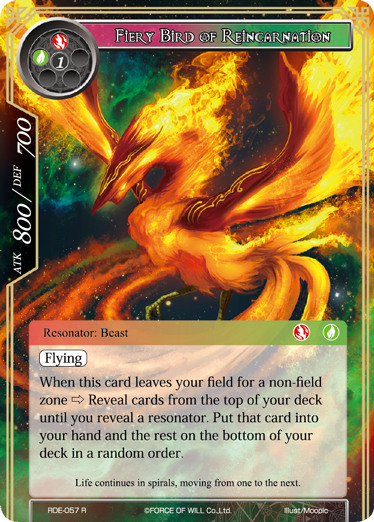 Fiery Bird of Reincarnation
1
ATK 800 / DEF 700
Resonator: Beast
Flying
When this card leaves your field for a non-field
zone ⇨ Reveal cards from the top of your deck
until you reveal a resonator. Put that card into
your hand and the rest on the bottom of your
deck in a random order.
Life continues in spirals, moving from one to the next.
RDE-057 R ©FORCE OF WILL Co.,Ltd. Illust/Moopic